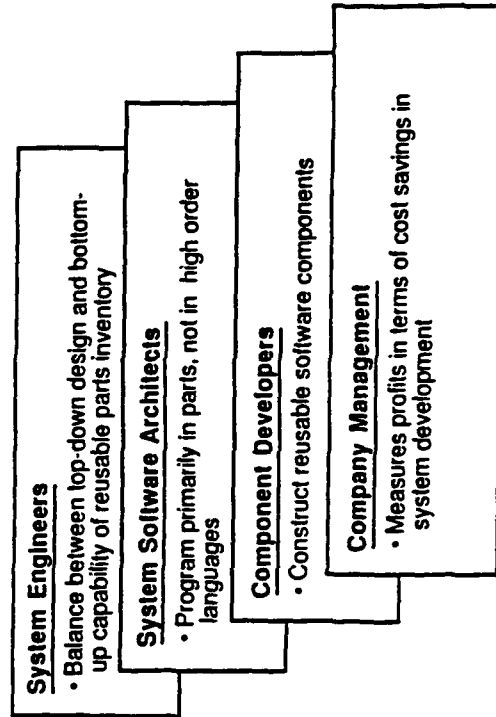 System Engineers
• Balance between top-down design and bottom-
up capability of reusable parts inventory
System Software Architects
• Program primarily in parts, not in high order
languages
Component Developers
• Construct reusable software components
Company Management
• Measures profits in terms of cost savings in
system development